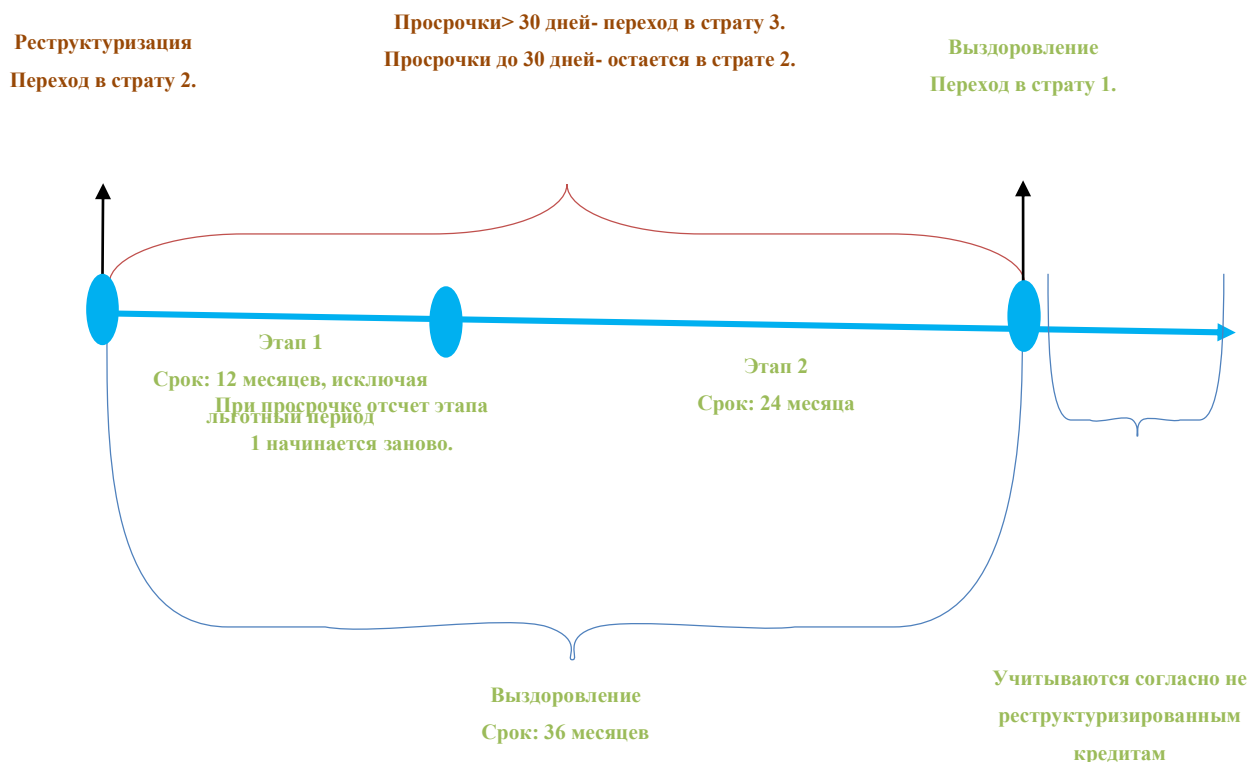 Реструктуризация
Переход в страту 2.
Просрочки> 30 дней- переход в страту 3.
Просрочки до 30 дней- остается в страте 2.
Выздоровление
Переход в страту 1.
Этап 1
Срок: 12 месяцев, исключая
льготный период
При просрочке отсчет этапа
1 начинается заново.
Этап 2
Срок: 24 месяца
Выздоровление
Срок: 36 месяцев
Учитываются согласно не
реструктуризированным
кредитам